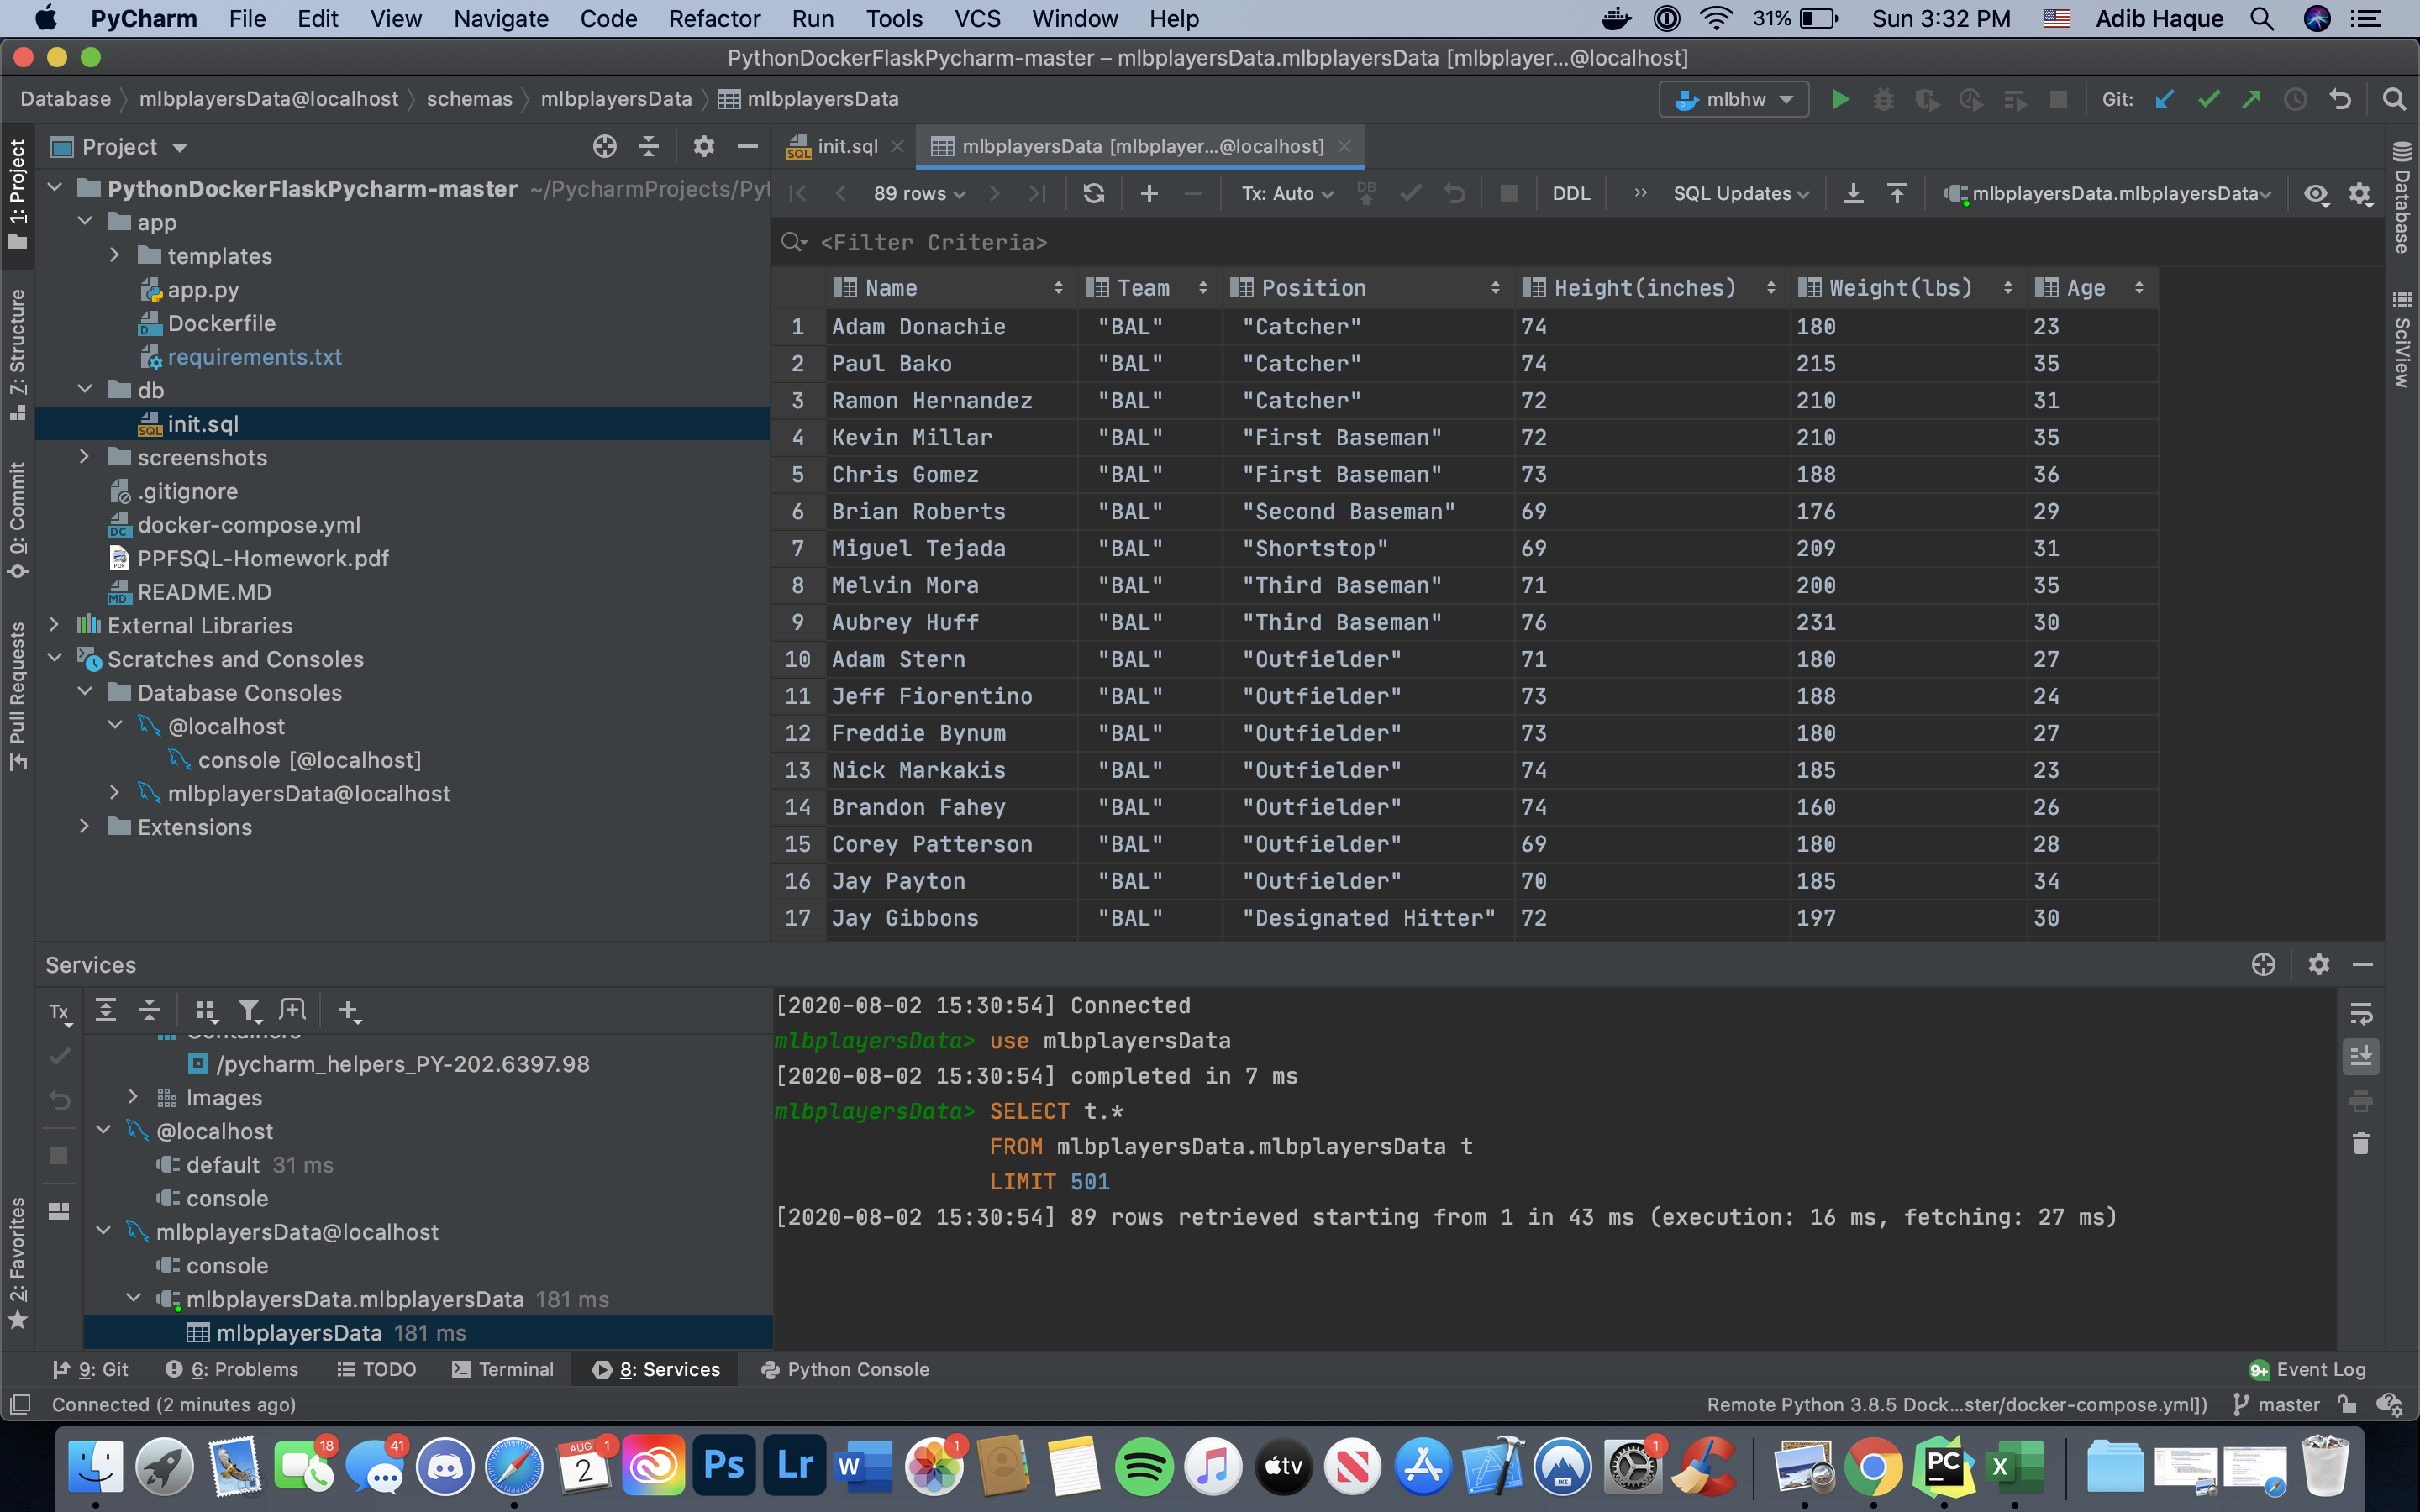 PyCharm File Edit View Navigate Code Refactor Run Tools VCS Window Help 31% Sun 3:32 PM Adib Haque
PythonDockerFlaskPycharm-master – mlbplayersData.mlbplayersData [mlbplayer...@localhost]
Database mlbplayersData@localhost schemas mlbplayersData mlbplayersData mlbhw Git:
Project
init.sql mlbplayersData [mlbplayer...@localhost]
89 rows Tx: Auto DB DDL >> SQL Updates mlbplayersData.mlbplayersData
<Filter Criteria>
1: Project
Z: Structure
0: Commit
Pull Requests
2: Favorites
Database
SciView
PythonDockerFlaskPycharm-master ~/PycharmProjects/Pyt
app
templates
app.py
Dockerfile
requirements.txt
db
init.sql
screenshots
.gitignore
docker-compose.yml
PPFSQL-Homework.pdf
README.MD
External Libraries
Scratches and Consoles
Database Consoles
@localhost
console [@localhost]
mlbplayersData@localhost
Extensions
Name Team Position Height(inches) Weight(lbs) Age
1 Adam Donachie "BAL" "Catcher" 74 180 23
2 Paul Bako "BAL" "Catcher" 74 215 35
3 Ramon Hernandez "BAL" "Catcher" 72 210 31
4 Kevin Millar "BAL" "First Baseman" 72 210 35
5 Chris Gomez "BAL" "First Baseman" 73 188 36
6 Brian Roberts "BAL" "Second Baseman" 69 176 29
7 Miguel Tejada "BAL" "Shortstop" 69 209 31
8 Melvin Mora "BAL" "Third Baseman" 71 200 35
9 Aubrey Huff "BAL" "Third Baseman" 76 231 30
10 Adam Stern "BAL" "Outfielder" 71 180 27
11 Jeff Fiorentino "BAL" "Outfielder" 73 188 24
12 Freddie Bynum "BAL" "Outfielder" 73 180 27
13 Nick Markakis "BAL" "Outfielder" 74 185 23
14 Brandon Fahey "BAL" "Outfielder" 74 160 26
15 Corey Patterson "BAL" "Outfielder" 69 180 28
16 Jay Payton "BAL" "Outfielder" 70 185 34
17 Jay Gibbons "BAL" "Designated Hitter" 72 197 30
Services
Tx
Containers
/pycharm_helpers_PY-202.6397.98
Images
@localhost
default 31 ms
console
mlbplayersData@localhost
console
mlbplayersData.mlbplayersData 181 ms
mlbplayersData 181 ms
[2020-08-02 15:30:54] Connected
mlbplayersData> use mlbplayersData
[2020-08-02 15:30:54] completed in 7 ms
mlbplayersData> SELECT t.*
FROM mlbplayersData.mlbplayersData t
LIMIT 501
[2020-08-02 15:30:54] 89 rows retrieved starting from 1 in 43 ms (execution: 16 ms, fetching: 27 ms)
9: Git 6: Problems TODO Terminal 8: Services Python Console 9+ Event Log
Connected (2 minutes ago) Remote Python 3.8.5 Dock...ster/docker-compose.yml]) master
18 41 AUG 2 1 Ps Lr W 1 tv IKE 1 PC X